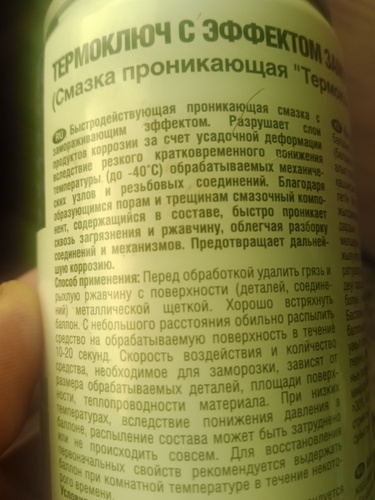 ТЕРМОКЛЮЧ С ЭФФЕКТОМ ЗАМ
(Смазка проникающая "Термо
RU Быстродействующая проникающая смазка с
замораживающим эффектом. Разрушает слои
продуктов коррозии за счет усадочной деформации
вследствие резкого кратковременного понижения
температуры (до -40°С) обрабатываемых механиче-
ских узлов и резьбовых соединений. Благодаря
образующимся порам и трещинам смазочный компо-
нент, содержащийся в составе, быстро проникает
сквозь загрязнения и ржавчину, облегчая разборку
соединений и механизмов. Предотвращает дальней-
шую коррозию.
Способ применения: Перед обработкой удалить грязь и
рыхлую ржавчину с поверхности (деталей, соедине-
ний) металлической щеткой. Хорошо встряхнуть
баллон. С небольшого расстояния обильно распылить
средство на обрабатываемую поверхность в течение
10-20 секунд. Скорость воздействия и количество
средства, необходимое для заморозки, зависят от
размера обрабатываемых деталей, площади поверх-
ности, теплопроводности материала. При низких
температурах, вследствие понижения давления в
баллоне, распыление состава может быть затруднено
или не происходить совсем. Для восстановления
первоначальных свойств рекомендуется выдержать
баллон при комнатной температуре в течение некото-
рого времени.